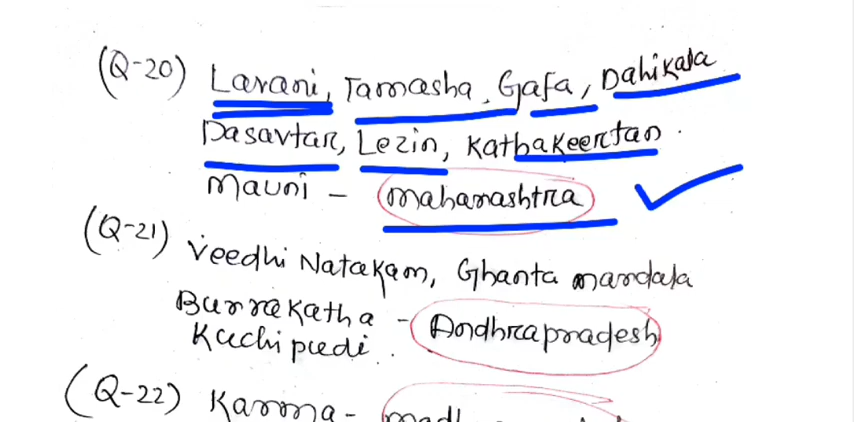 (Q-20) Lavani, Tamasha, Gafa, Dahikala
Dasavtar, Lezin, Kathakeertan.
Mauni - Maharashtra
(Q-21) Veedhi Natakam, Ghanta mardala
Burrakatha - Andhrapradesh
Kuchipudi.
(Q-22) Karma-